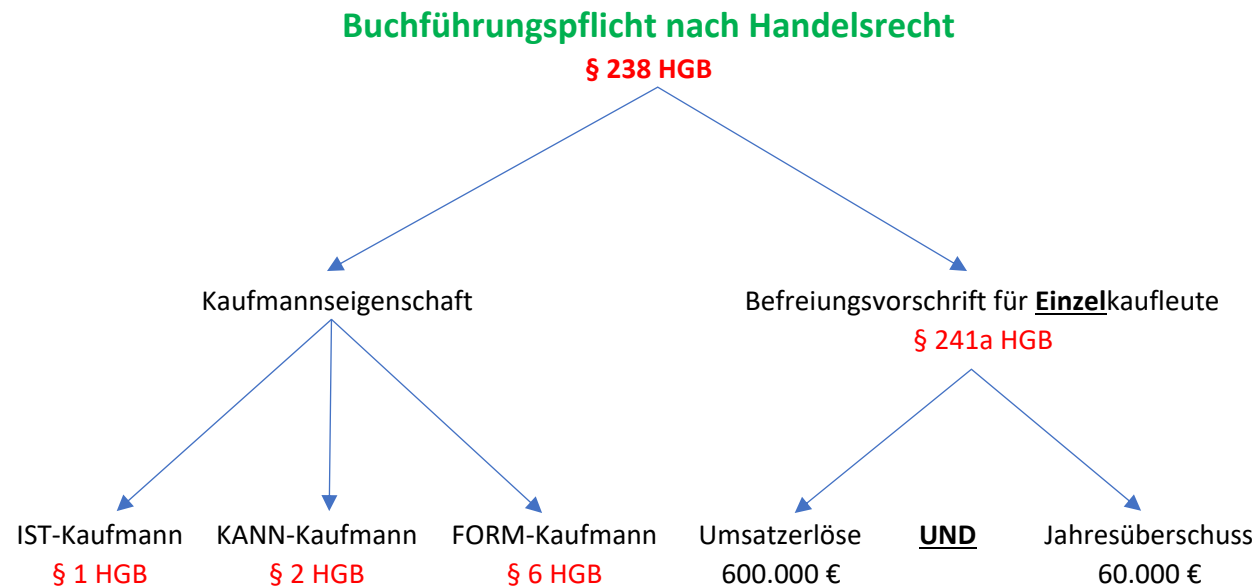 Buchführungspflicht nach Handelsrecht
§ 238 HGB
Kaufmannseigenschaft
Befreiungsvorschrift für Einzelkaufleute
§ 241a HGB
IST-Kaufmann
§ 1 HGB
KANN-Kaufmann
§ 2 HGB
FORM-Kaufmann
§ 6 HGB
Umsatzerlöse
600.000 €
UND
Jahresüberschuss
60.000 €